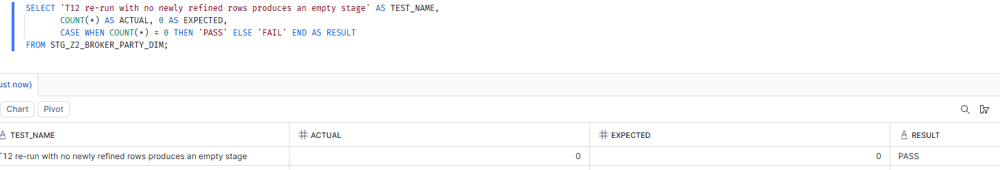 SELECT 'T12 re-run with no newly refined rows produces an empty stage' AS TEST_NAME,
COUNT(*) AS ACTUAL, 0 AS EXPECTED,
CASE WHEN COUNT(*) = 0 THEN 'PASS' ELSE 'FAIL' END AS RESULT
FROM STG_Z2_BROKER_PARTY_DIM;
ust now)
Chart Pivot
A TEST_NAME # ACTUAL # EXPECTED A RESULT
T12 re-run with no newly refined rows produces an empty stage 0 0 PASS